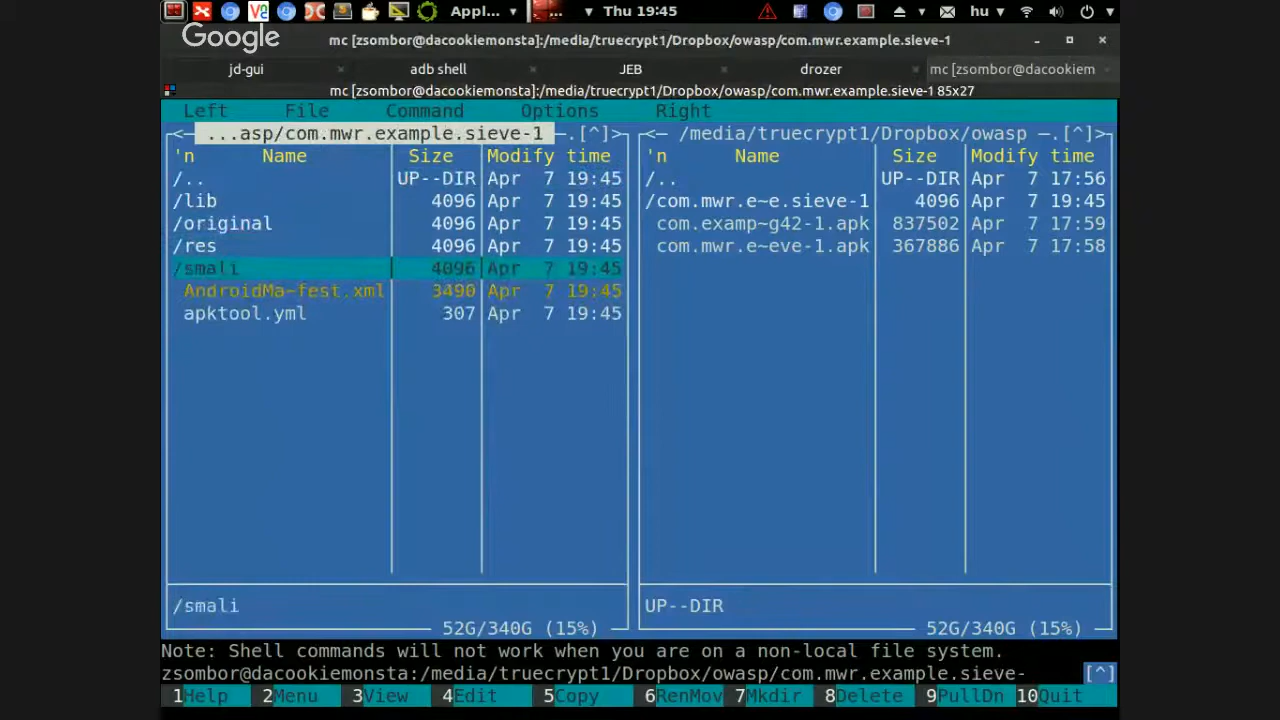 Appl... ▾ ... ▾ Thu 19:45 hu ▾
Google
mc [zsombor@dacookiemonsta]:/media/truecrypt1/Dropbox/owasp/com.mwr.example.sieve-1
jd-gui × adb shell × JEB × drozer × mc [zsombor@dacookiem ×
mc [zsombor@dacookiemonsta]:/media/truecrypt1/Dropbox/owasp/com.mwr.example.sieve-1 85x27
Left File Command Options Right
<─ ...asp/com.mwr.example.sieve-1 ─.[^]> <─ /media/truecrypt1/Dropbox/owasp ─.[^]>
'n Name Size Modify time 'n Name Size Modify time
/.. UP--DIR Apr 7 19:45 /.. UP--DIR Apr 7 17:56
/lib 4096 Apr 7 19:45 /com.mwr.e~e.sieve-1 4096 Apr 7 19:45
/original 4096 Apr 7 19:45 com.examp~g42-1.apk 837502 Apr 7 17:59
/res 4096 Apr 7 19:45 com.mwr.e~eve-1.apk 367886 Apr 7 17:58
/smali 4096 Apr 7 19:45
AndroidMa~fest.xml 3490 Apr 7 19:45
apktool.yml 307 Apr 7 19:45
/smali UP--DIR
52G/340G (15%) 52G/340G (15%)
Note: Shell commands will not work when you are on a non-local file system.
zsombor@dacookiemonsta:/media/truecrypt1/Dropbox/owasp/com.mwr.example.sieve- [^]
1Help 2Menu 3View 4Edit 5Copy 6RenMov 7Mkdir 8Delete 9PullDn 10Quit